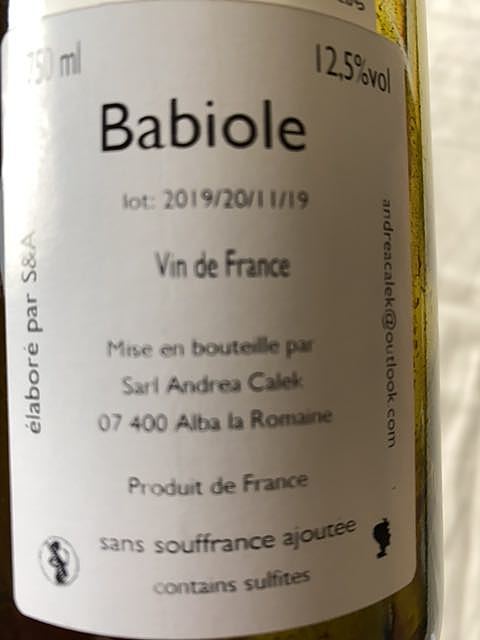 750 ml
12,5%vol
Babiole
lot: 2019/20/11/19
Vin de France
élaboré par S&A
andreacalek@outlook.com
Mise en bouteille par
Sarl Andrea Calek
07 400 Alba la Romaine
Produit de France
sans souffrance ajoutée
contains sulfites